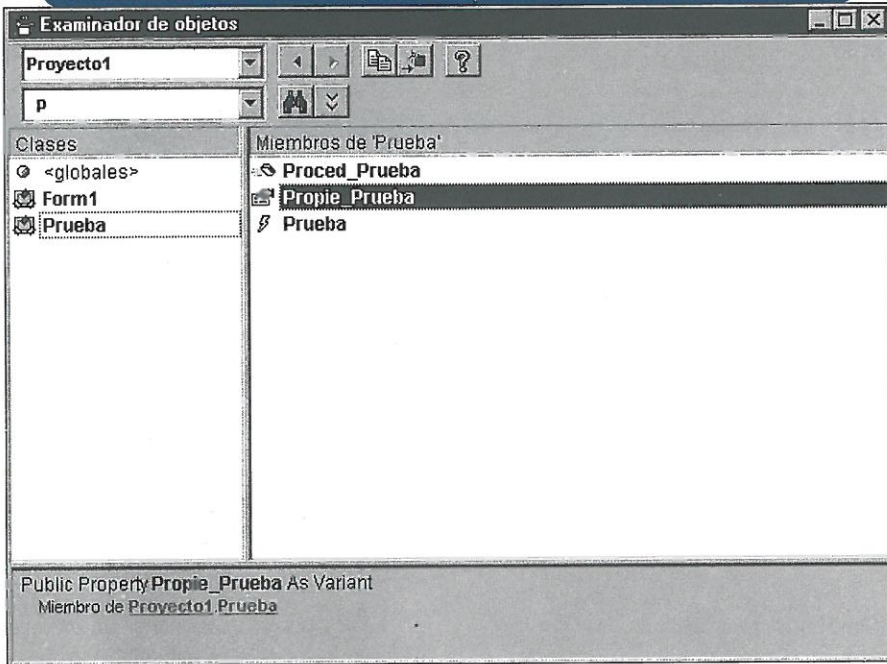 Examinador de objetos
Proyecto1
p
Clases
Miembros de 'Prueba'
<globales>
Proced_Prueba
Form1
Propie_Prueba
Prueba
Prueba
Public Property Propie_Prueba As Variant
Miembro de Proyecto1.Prueba